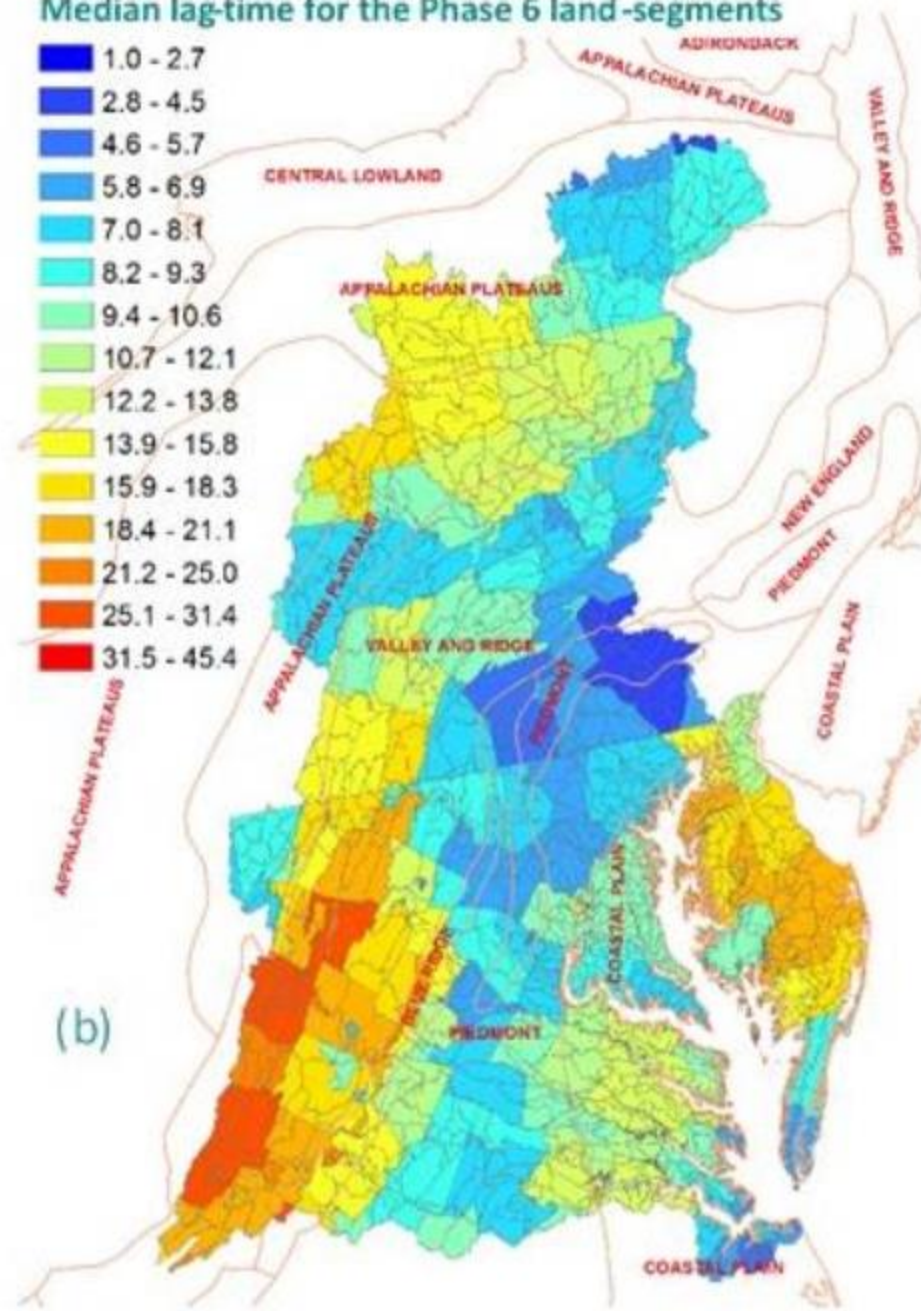 Median lag-time for the Phase 6 land-segments
1.0 - 2.7
2.8 - 4.5
4.6 - 5.7
5.8 - 6.9
7.0 - 8.1
8.2 - 9.3
9.4 - 10.6
10.7 - 12.1
12.2 - 13.8
13.9 - 15.8
15.9 - 18.3
18.4 - 21.1
21.2 - 25.0
25.1 - 31.4
31.5 - 45.4
ADIRONDACK
APPALACHIAN PLATEAUS
VALLEY AND RIDGE
CENTRAL LOWLAND
APPALACHIAN PLATEAUS
NEW ENGLAND
PIEDMONT
COASTAL PLAIN
APPALACHIAN PLATEAUS
VALLEY AND RIDGE
PIEDMONT
APPALACHIAN PLATEAUS
COASTAL PLAIN
BLUE RIDGE
PIEDMONT
(b)
COASTAL PLAIN